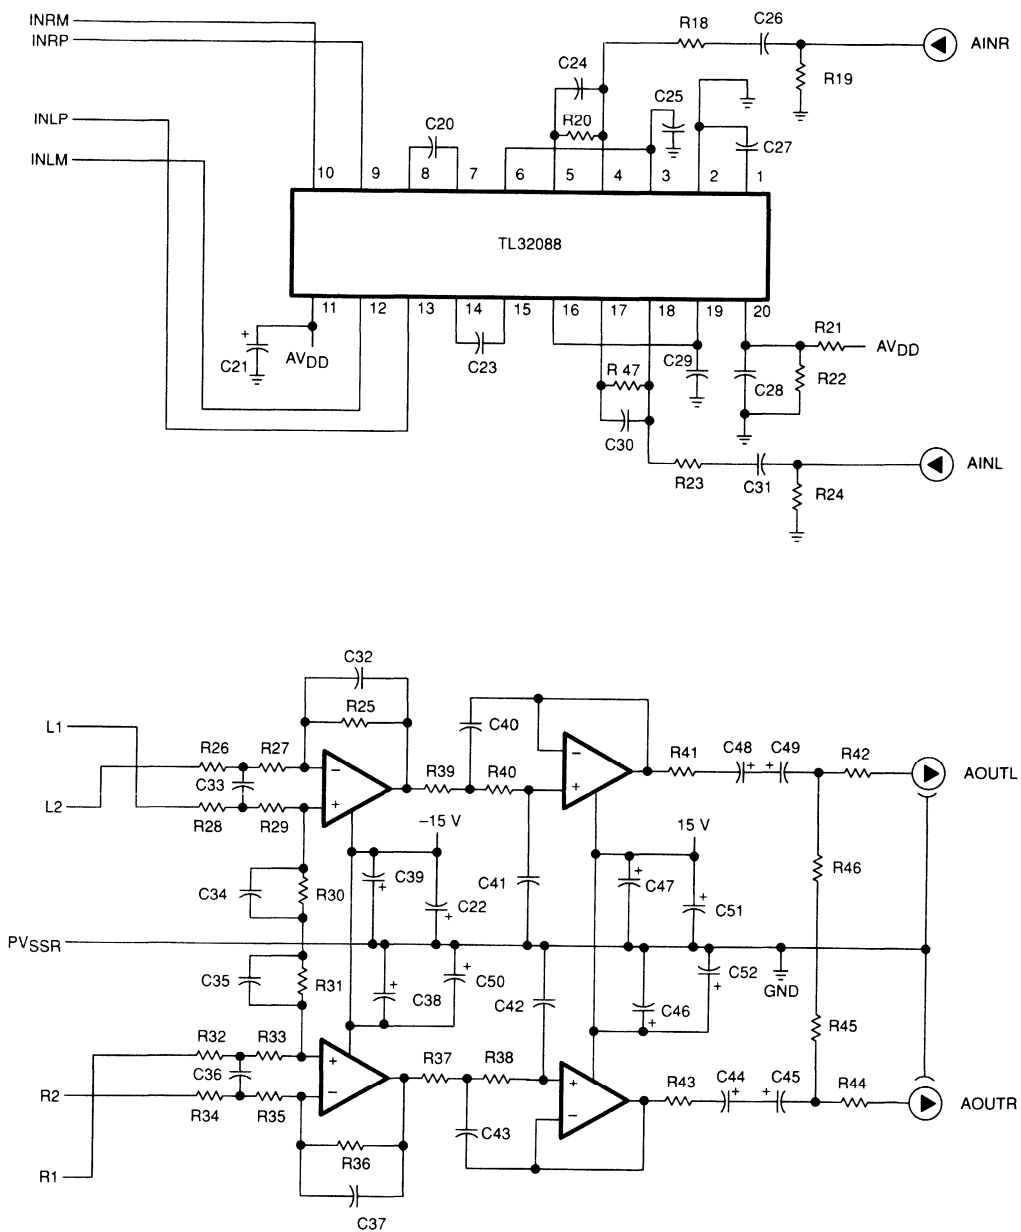 INRM
INRP
INLP
INLM
R18
C26
AINR
R19
C24
R20
C25
C27
C20
10 9 8 7 6 5 4 3 2 1
TL32088
11 12 13 14 15 16 17 18 19 20
+
C21
AVDD
C23
R 47
C30
C29
C28
R21
AVDD
R22
R23
C31
R24
AINL
C32
R25
L1
L2
R26
R27
C33
R28
R29
−
+
C40
R39
R40
−
+
R41
C48
+
+
C49
R42
AOUTL
−15 V
15 V
C34
R30
C39
+
C22
+
C41
+
C47
+
C51
R46
PVSSR
C35
R31
+
C38
+
C50
C42
C46
+
C52
+
GND
R45
R32
R33
C36
R34
R35
+
−
R37
R38
+
−
C43
R43
C44
+
+
C45
R44
AOUTR
R1
R2
R36
C37